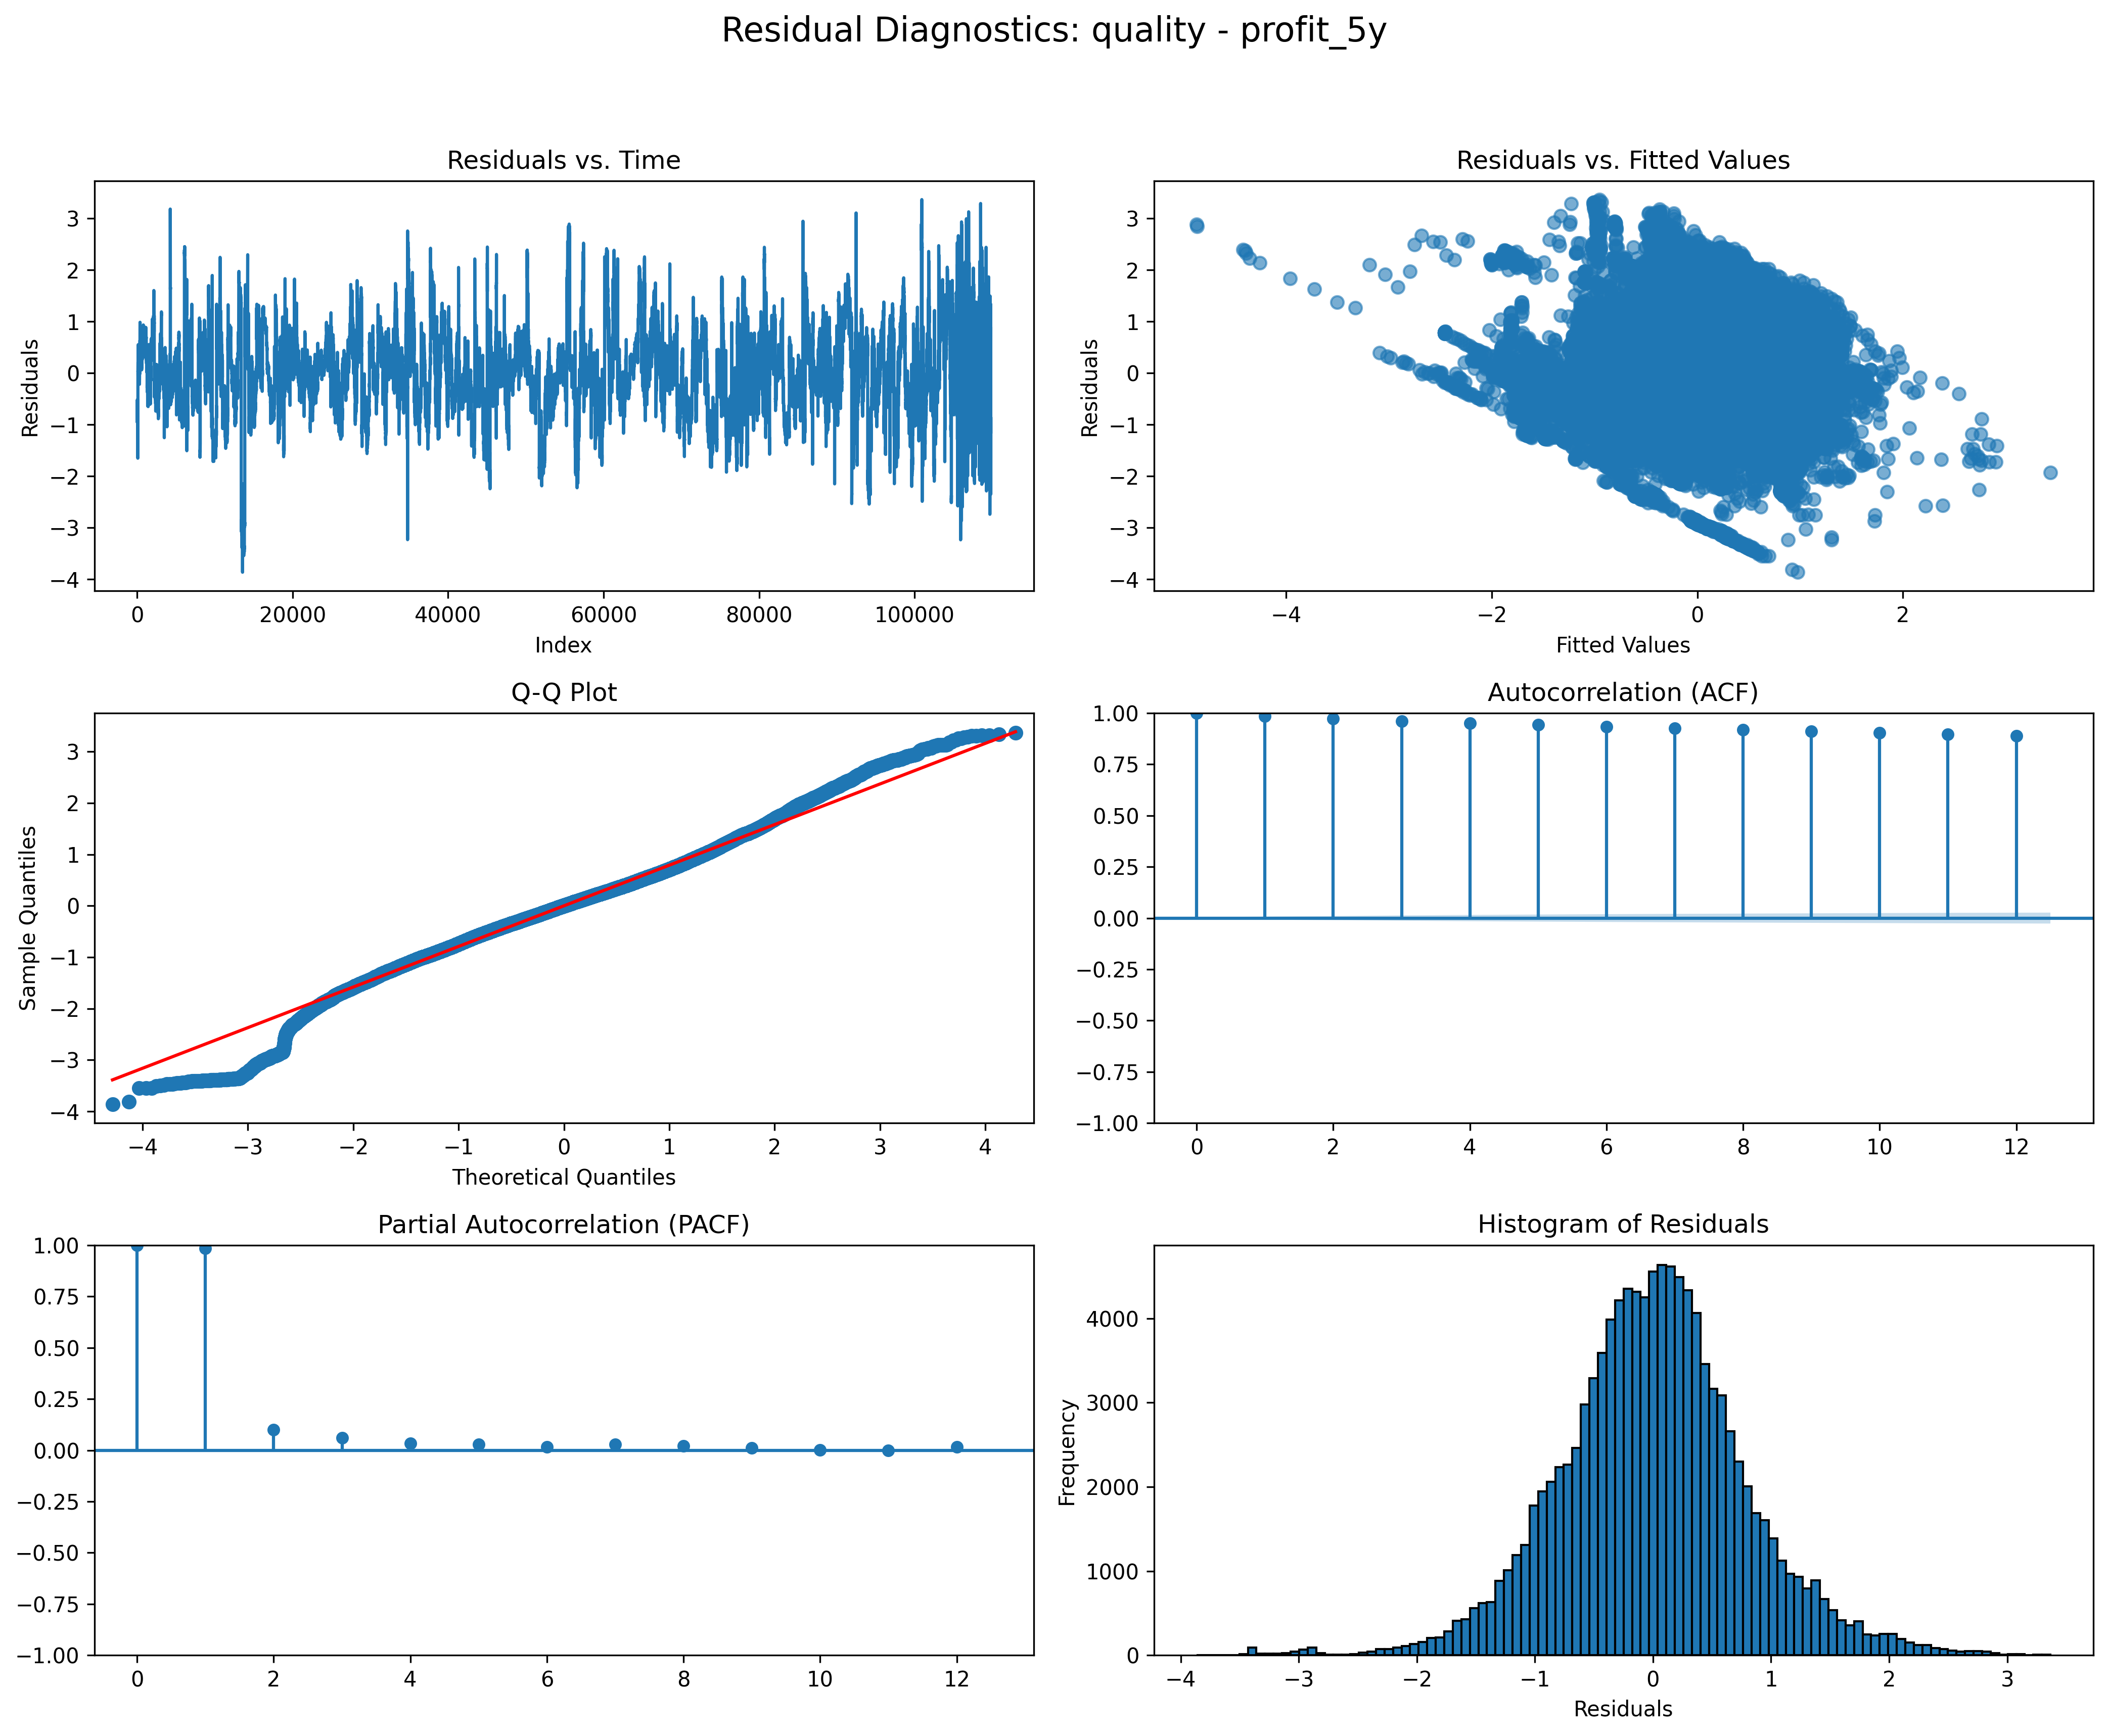 Residual Diagnostics: quality - profit_5y
Residuals vs. Time
Residuals
3
2
1
0
−1
−2
−3
−4
0 20000 40000 60000 80000 100000
Index
Residuals vs. Fitted Values
Residuals
3
2
1
0
−1
−2
−3
−4
−4 −2 0 2
Fitted Values
Q-Q Plot
Sample Quantiles
3
2
1
0
−1
−2
−3
−4
−4 −3 −2 −1 0 1 2 3 4
Theoretical Quantiles
Autocorrelation (ACF)
1.00
0.75
0.50
0.25
0.00
−0.25
−0.50
−0.75
−1.00
0 2 4 6 8 10 12
Partial Autocorrelation (PACF)
1.00
0.75
0.50
0.25
0.00
−0.25
−0.50
−0.75
−1.00
0 2 4 6 8 10 12
Histogram of Residuals
Frequency
4000
3000
2000
1000
0
−4 −3 −2 −1 0 1 2 3
Residuals